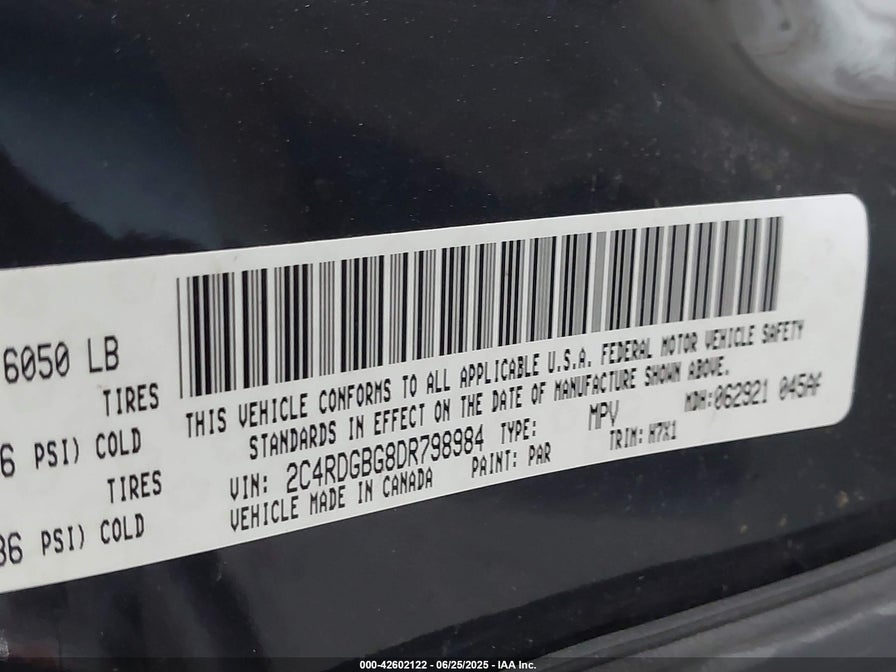 6050 LB
TIRES
6 PSI) COLD
TIRES
36 PSI) COLD
THIS VEHICLE CONFORMS TO ALL APPLICABLE U.S.A. FEDERAL MOTOR VEHICLE SAFETY
STANDARDS IN EFFECT ON THE DATE OF MANUFACTURE SHOWN ABOVE.
VIN: 2C4RDGBG8DR798984 TYPE: MPV MDH:062921 045AF
VEHICLE MADE IN CANADA PAINT: PAR TRIM: H7X1
000-42602122 - 06/25/2025 - IAA Inc.